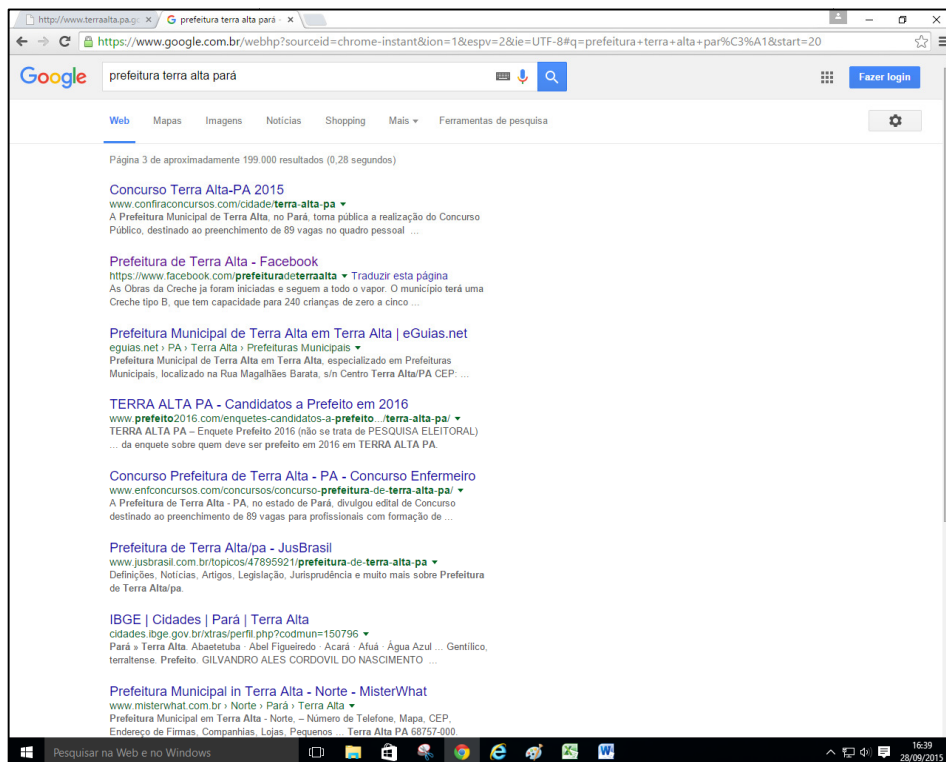 http://www.terraalta.pa.g
prefeitura terra alta pará -
https://www.google.com.br/webhp?sourceid=chrome-instant&ion=1&espv=2&ie=UTF-8#q=prefeitura+terra+alta+par%C3%A1&start=20
Google
prefeitura terra alta pará
Fazer login
Web Mapas Imagens Notícias Shopping Mais Ferramentas de pesquisa
Página 3 de aproximadamente 199.000 resultados (0,28 segundos)
Concurso Terra Alta-PA 2015
www.confiraconcursos.com/cidade/terra-alta-pa
A Prefeitura Municipal de Terra Alta, no Pará, torna pública a realização do Concurso
Público, destinado ao preenchimento de 89 vagas no quadro pessoal ...
Prefeitura de Terra Alta - Facebook
https://www.facebook.com/prefeituradeterraalta Traduzir esta página
As Obras da Creche ja foram iniciadas e seguem a todo o vapor. O município terá uma
Creche tipo B, que tem capacidade para 240 crianças de zero a cinco ...
Prefeitura Municipal de Terra Alta em Terra Alta | eGuias.net
eguias.net › PA › Terra Alta › Prefeituras Municipais
Prefeitura Municipal de Terra Alta em Terra Alta, especializado em Prefeituras
Municipais, localizado na Rua Magalhães Barata, s/n Centro Terra Alta/PA CEP: ...
TERRA ALTA PA - Candidatos a Prefeito em 2016
www.prefeito2016.com/enquetes-candidatos-a-prefeito.../terra-alta-pa/
TERRA ALTA PA – Enquete Prefeito 2016 (não se trata de PESQUISA ELEITORAL)
... da enquete sobre quem deve ser prefeito em 2016 em TERRA ALTA PA.
Concurso Prefeitura de Terra Alta - PA - Concurso Enfermeiro
www.enfconcursos.com/concursos/concurso-prefeitura-de-terra-alta-pa/
A Prefeitura de Terra Alta - PA, no estado de Pará, divulgou edital de Concurso
destinado ao preenchimento de 89 vagas para profissionais com formação de ...
Prefeitura de Terra Alta/pa - JusBrasil
www.jusbrasil.com.br/topicos/47895921/prefeitura-de-terra-alta-pa
Definições, Notícias, Artigos, Legislação, Jurisprudência e muito mais sobre Prefeitura
de Terra Alta/pa.
IBGE | Cidades | Pará | Terra Alta
cidades.ibge.gov.br/xtras/perfil.php?codmun=150796
Pará » Terra Alta. Abaetetuba · Abel Figueiredo · Acará · Afuá · Água Azul ... Gentílico,
terraltense. Prefeito. GILVANDRO ALES CORDOVIL DO NASCIMENTO ...
Prefeitura Municipal in Terra Alta - Norte - MisterWhat
www.misterwhat.com.br › Norte › Pará › Terra Alta
Prefeitura Municipal em Terra Alta - Norte, – Número de Telefone, Mapa, CEP,
Endereço de Firmas, Companhias, Lojas, Pequenos ... Terra Alta PA 68757-000.
Pesquisar na Web e no Windows
16:39
28/09/2015